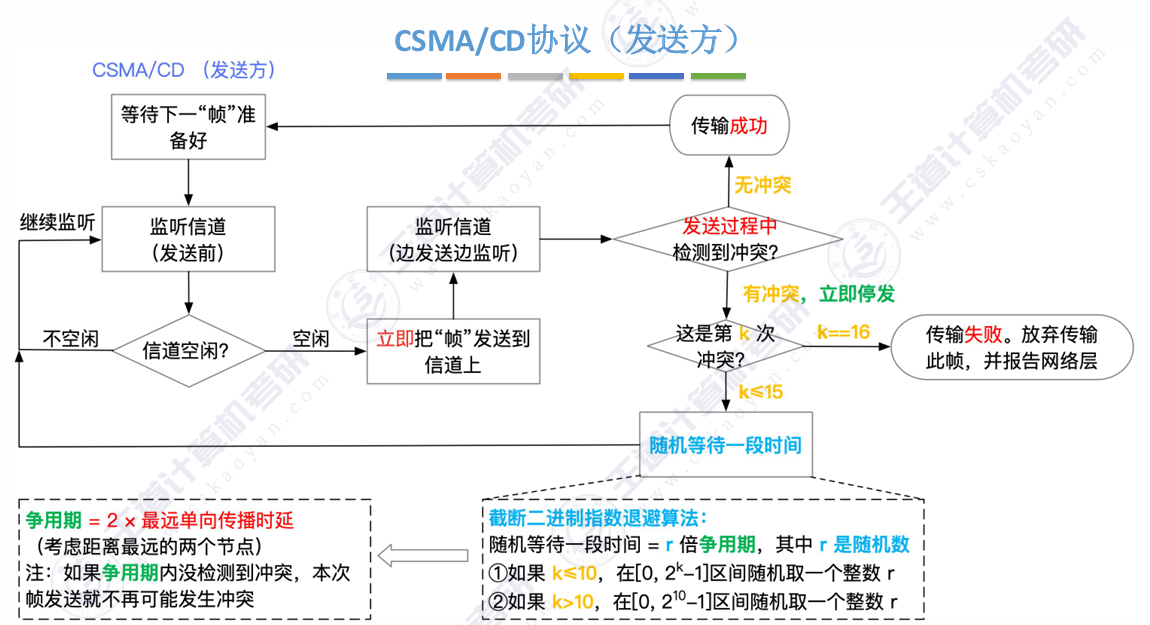 CSMA/CD协议（发送方）
CSMA/CD （发送方）
等待下一“帧”准
备好
传输成功
无冲突
继续监听
监听信道
（发送前）
监听信道
（边发送边监听）
发送过程中
检测到冲突？
有冲突，立即停发
不空闲
信道空闲？
空闲
立即把“帧”发送到
信道上
这是第 k 次
冲突？
k==16
传输失败。放弃传输
此帧，并报告网络层
k≤15
随机等待一段时间
争用期 = 2 × 最远单向传播时延
（考虑距离最远的两个节点）
注：如果争用期内没检测到冲突，本次
帧发送就不再可能发生冲突
截断二进制指数退避算法：
随机等待一段时间 = r 倍争用期，其中 r 是随机数
①如果 k≤10，在[0, 2^k−1]区间随机取一个整数 r
②如果 k>10，在[0, 2^10−1]区间随机取一个整数 r
王道计算机考研
www.cskaoyan.com